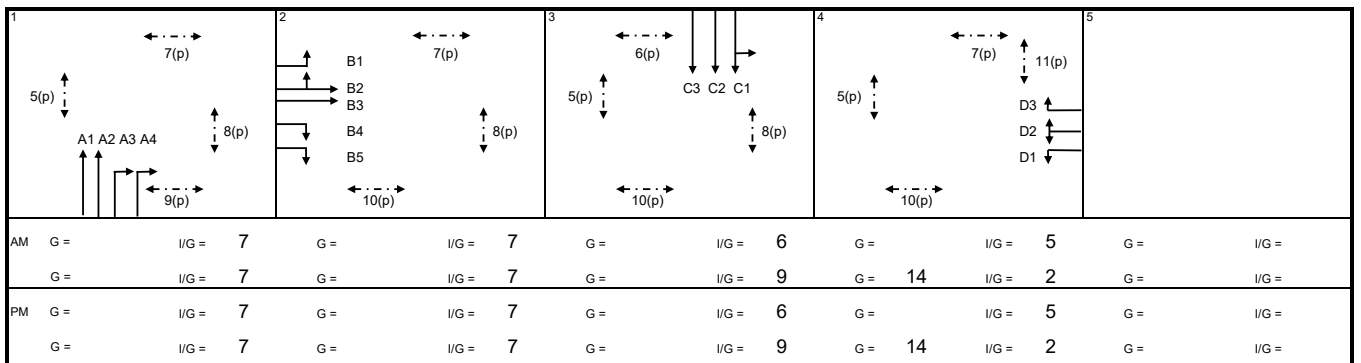 1 2 3 4 5
7(p) 7(p) 6(p) 7(p) 11(p)
5(p) 8(p) A1 A2 A3 A4 9(p)
B1
B2
B3
B4
B5
8(p) 10(p)
5(p) C3 C2 C1 8(p) 10(p)
5(p) D3
D2
D1
10(p)
AM G = I/G = 7 G = I/G = 7 G = I/G = 6 G = I/G = 5 G = I/G =
G = I/G = 7 G = I/G = 7 G = I/G = 9 G = 14 I/G = 2 G = I/G =
PM G = I/G = 7 G = I/G = 7 G = I/G = 6 G = I/G = 5 G = I/G =
G = I/G = 7 G = I/G = 7 G = I/G = 9 G = 14 I/G = 2 G = I/G =